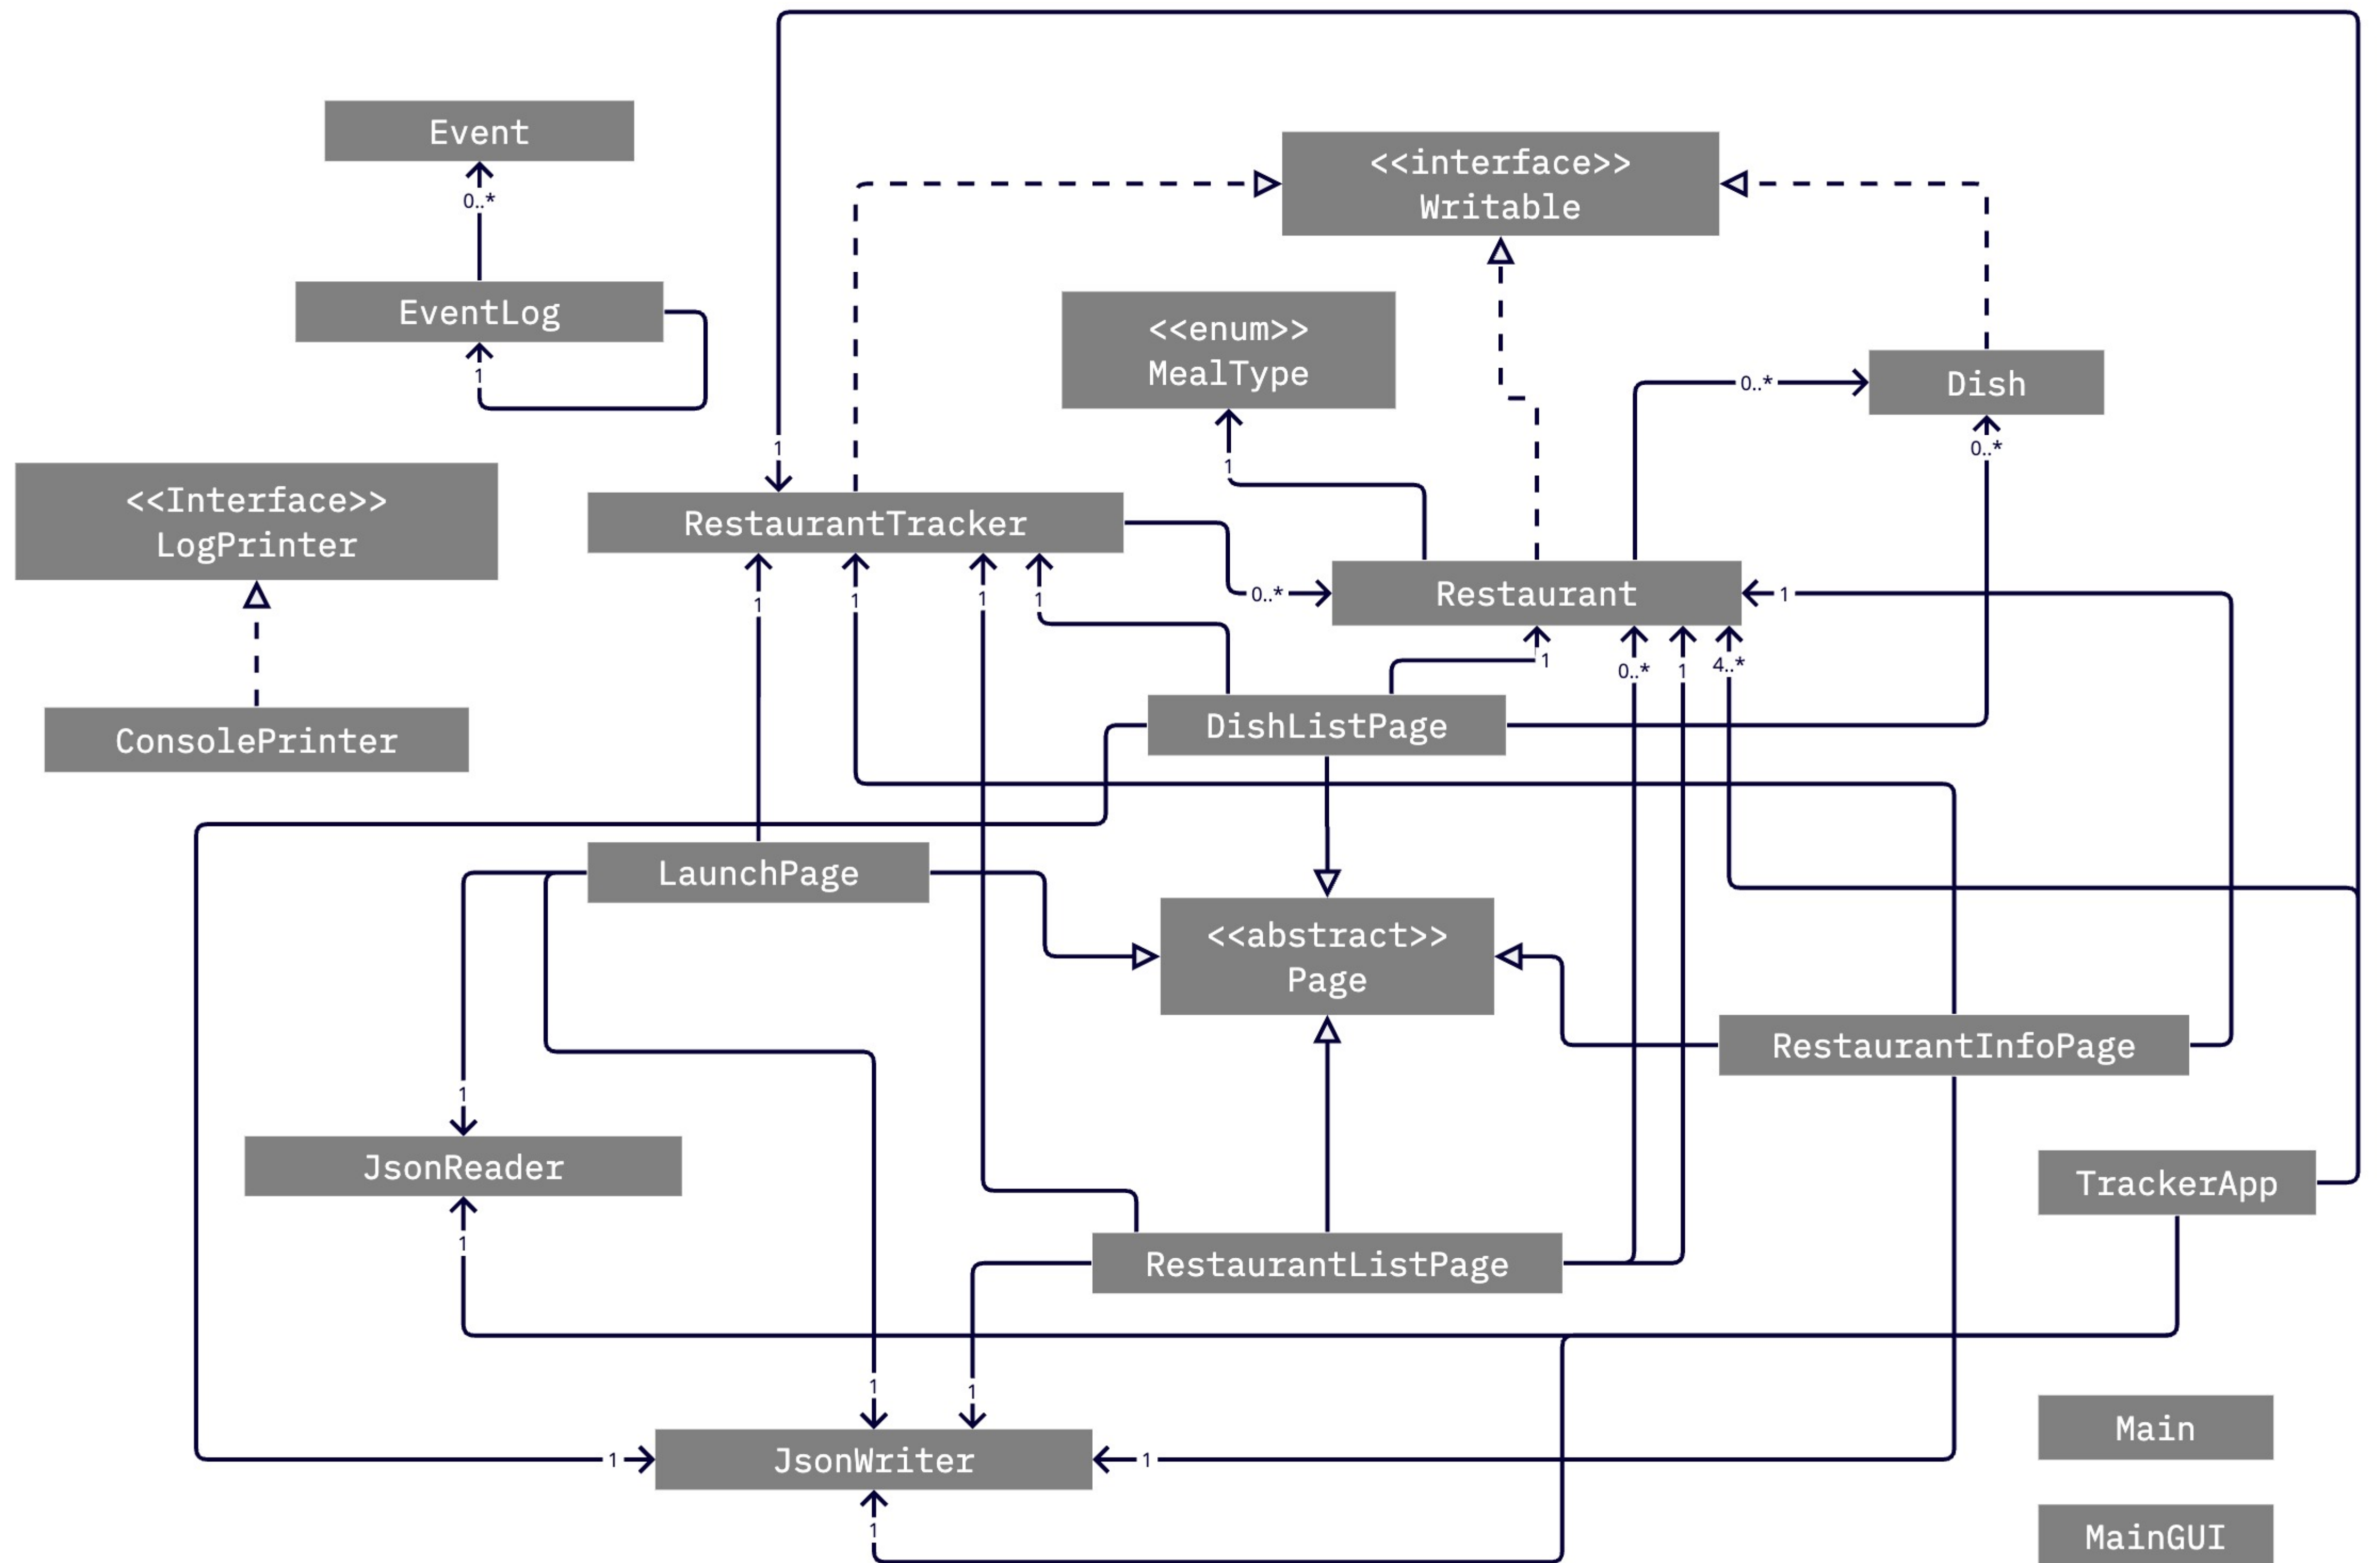 Event
0..*
<<interface>>
Writable
EventLog
1
<<enum>>
MealType
Dish
0..*
0..*
1
1
<<Interface>>
LogPrinter
RestaurantTracker
Restaurant
0..*
1
1
1
1
1
1
0..*
1
4..*
ConsolePrinter
DishListPage
LaunchPage
<<abstract>>
Page
RestaurantInfoPage
1
JsonReader
TrackerApp
1
RestaurantListPage
1
1
Main
JsonWriter
1
1
1
MainGUI